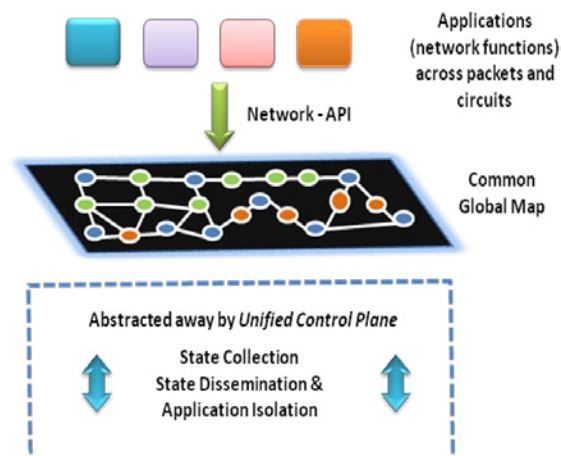 Applications
(network functions)
across packets and
circuits
Network - API
Common
Global Map
Abstracted away by Unified Control Plane
State Collection
State Dissemination &
Application Isolation